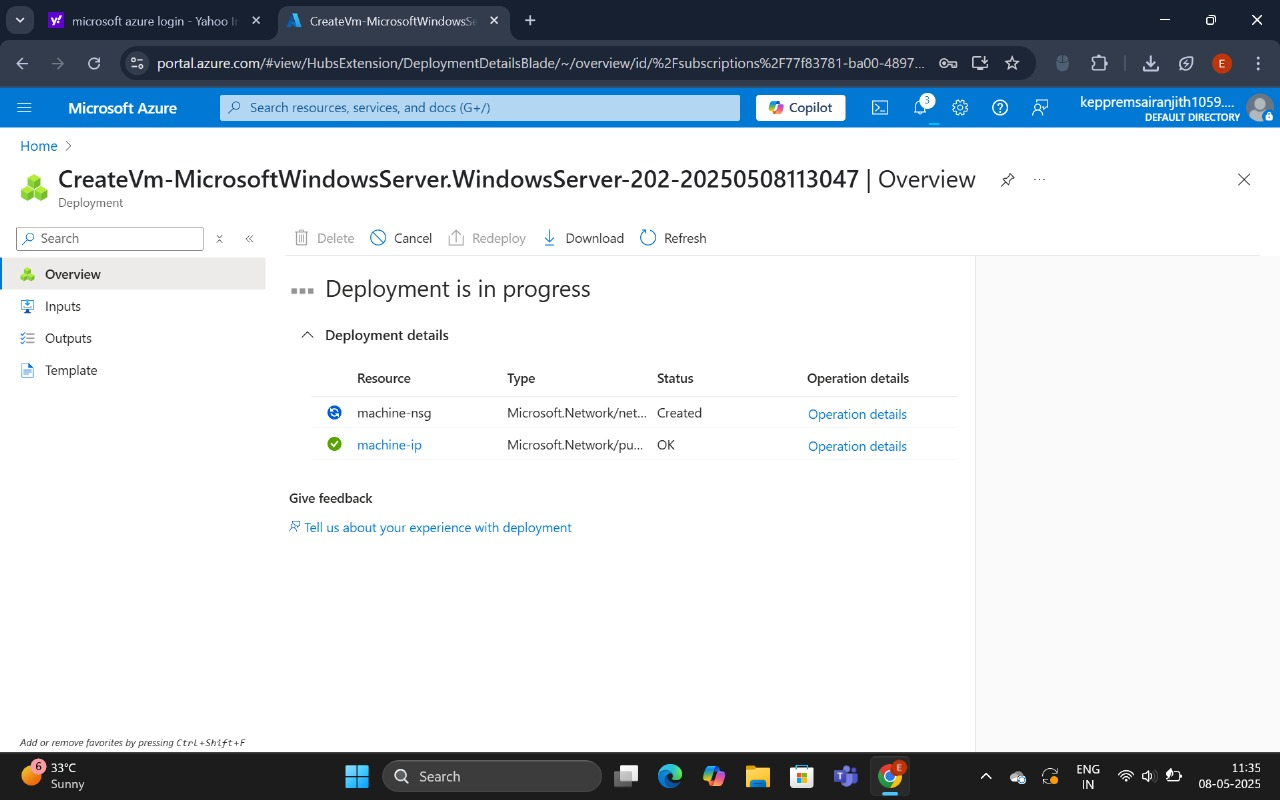 microsoft azure login - Yahoo I
CreateVm-MicrosoftWindowsSe
portal.azure.com/#view/HubsExtension/DeploymentDetailsBlade/~/overview/id/%2Fsubscriptions%2F77f83781-ba00-4897...
E
Microsoft Azure
Search resources, services, and docs (G+/)
Copilot
3
keppremsairanjith1059....
DEFAULT DIRECTORY
Home
CreateVm-MicrosoftWindowsServer.WindowsServer-202-20250508113047 | Overview
...
Deployment
Search
Delete
Cancel
Redeploy
Download
Refresh
Overview
Inputs
Outputs
Template
Deployment is in progress
Deployment details
Resource Type Status Operation details
machine-nsg Microsoft.Network/net... Created Operation details
machine-ip Microsoft.Network/pu... OK Operation details
Give feedback
Tell us about your experience with deployment
Add or remove favorites by pressing Ctrl+Shift+F
6
33°C
Sunny
Search
E
ENG
IN
11:35
08-05-2025